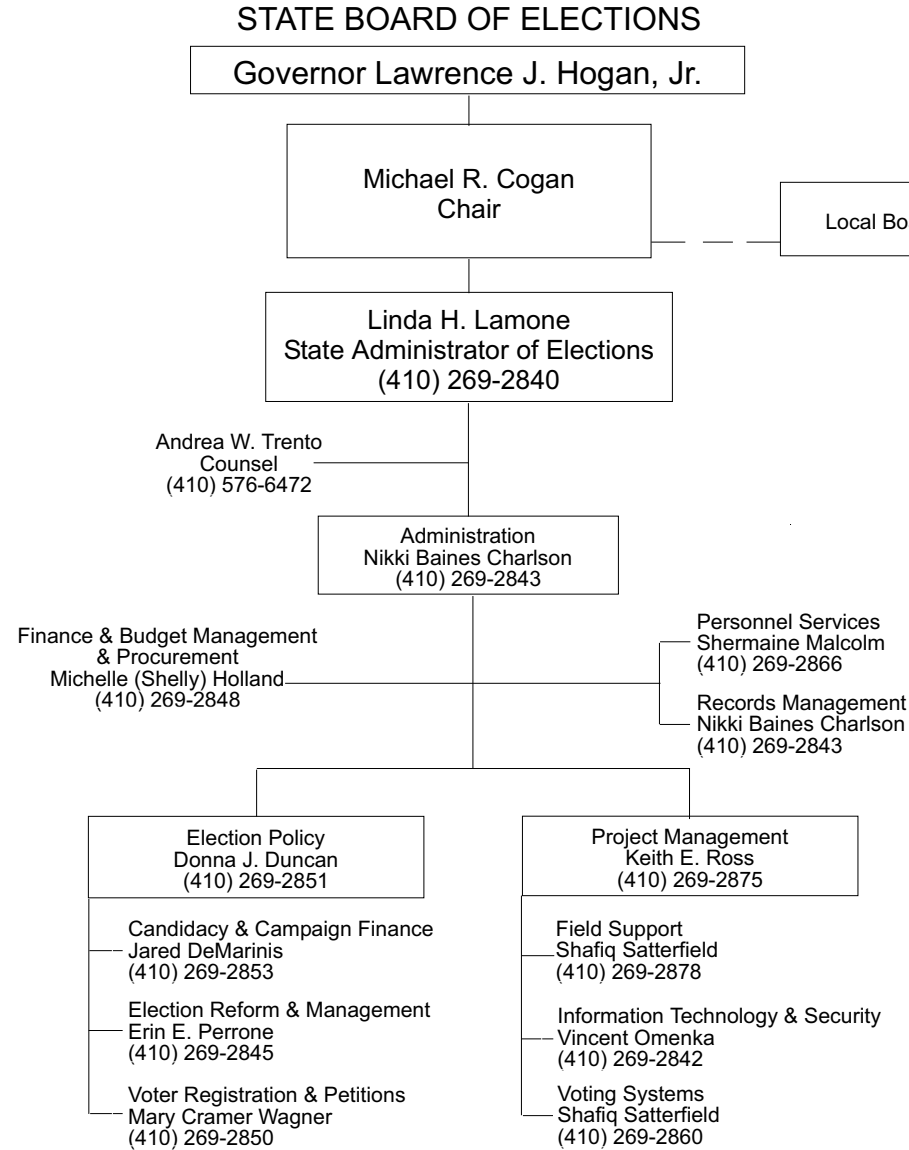 STATE BOARD OF ELECTIONS
Governor Lawrence J. Hogan, Jr.
Michael R. Cogan
Chair
Local Bo
Linda H. Lamone
State Administrator of Elections
(410) 269-2840
Andrea W. Trento
Counsel
(410) 576-6472
Administration
Nikki Baines Charlson
(410) 269-2843
Finance & Budget Management
& Procurement
Michelle (Shelly) Holland
(410) 269-2848
Personnel Services
Shermaine Malcolm
(410) 269-2866
Records Management
Nikki Baines Charlson
(410) 269-2843
Election Policy
Donna J. Duncan
(410) 269-2851
Candidacy & Campaign Finance
Jared DeMarinis
(410) 269-2853
Election Reform & Management
Erin E. Perrone
(410) 269-2845
Voter Registration & Petitions
Mary Cramer Wagner
(410) 269-2850
Project Management
Keith E. Ross
(410) 269-2875
Field Support
Shafiq Satterfield
(410) 269-2878
Information Technology & Security
Vincent Omenka
(410) 269-2842
Voting Systems
Shafiq Satterfield
(410) 269-2860